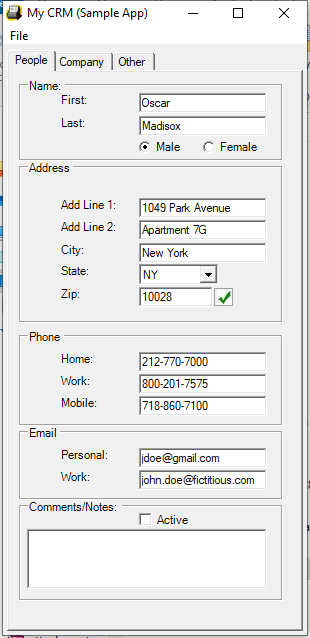 My CRM (Sample App)
File
People Company Other
Name:
First: Oscar
Last: Madisox
Male Female
Address
Add Line 1: 1049 Park Avenue
Add Line 2: Apartment 7G
City: New York
State: NY
Zip: 10028
Phone
Home: 212-770-7000
Work: 800-201-7575
Mobile: 718-860-7100
Email
Personal: jdoe@gmail.com
Work: john.doe@fictitious.com
Comments/Notes:
Active